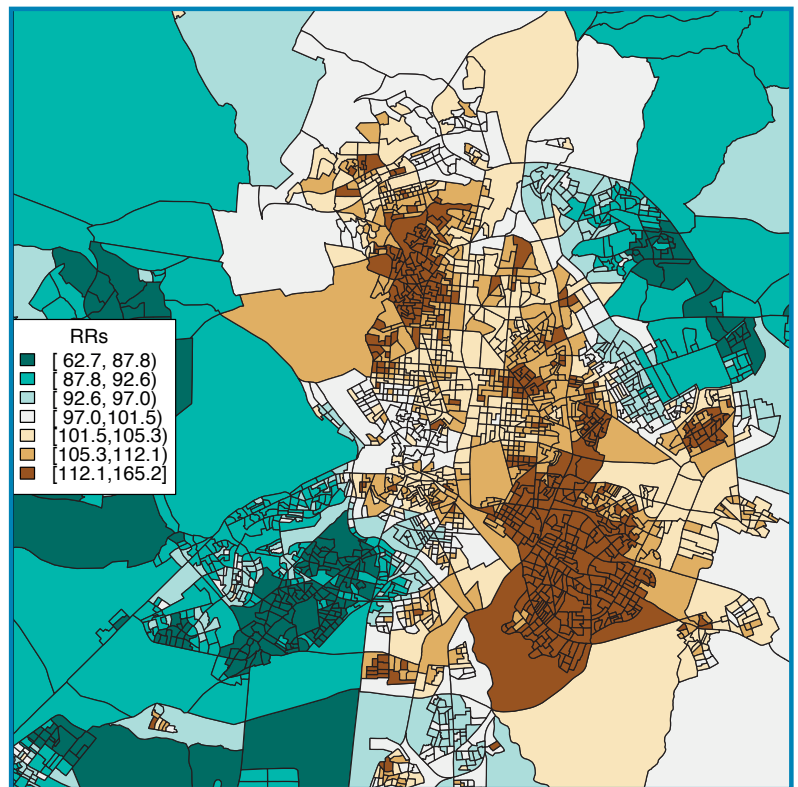 RRs
[ 62.7, 87.8)
[ 87.8, 92.6)
[ 92.6, 97.0)
[ 97.0,101.5)
[101.5,105.3)
[105.3,112.1)
[112.1,165.2]